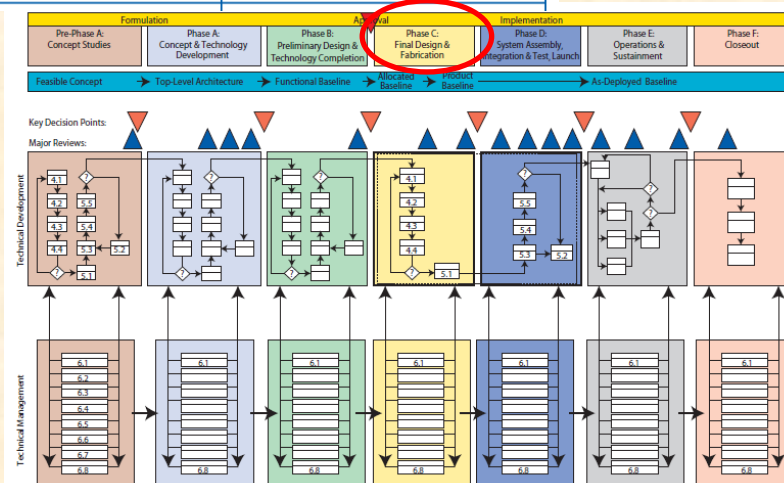 Formulation
Approval
Implementation
Pre-Phase A:
Concept Studies
Phase A:
Concept & Technology
Development
Phase B:
Preliminary Design &
Technology Completion
Phase C:
Final Design &
Fabrication
Phase D:
System Assembly,
Integration & Test, Launch
Phase E:
Operations &
Sustainment
Phase F:
Closeout
Feasible Concept
Top-Level Architecture
Functional Baseline
Allocated
Baseline
Product
Baseline
As-Deployed Baseline
Key Decision Points:
Major Reviews:
Technical Development
4.1
?
4.2
5.5
4.3
5.4
4.4
5.3
5.2
?
5.1
?
?
?
?
4.1
4.2
4.3
4.4
?
5.1
?
5.5
5.4
5.3
5.2
?
?
Technical Management
6.1
6.2
6.3
6.4
6.5
6.6
6.7
6.8
6.1
6.8
6.1
6.8
6.1
6.8
6.1
6.8
6.1
6.8
6.1
6.8